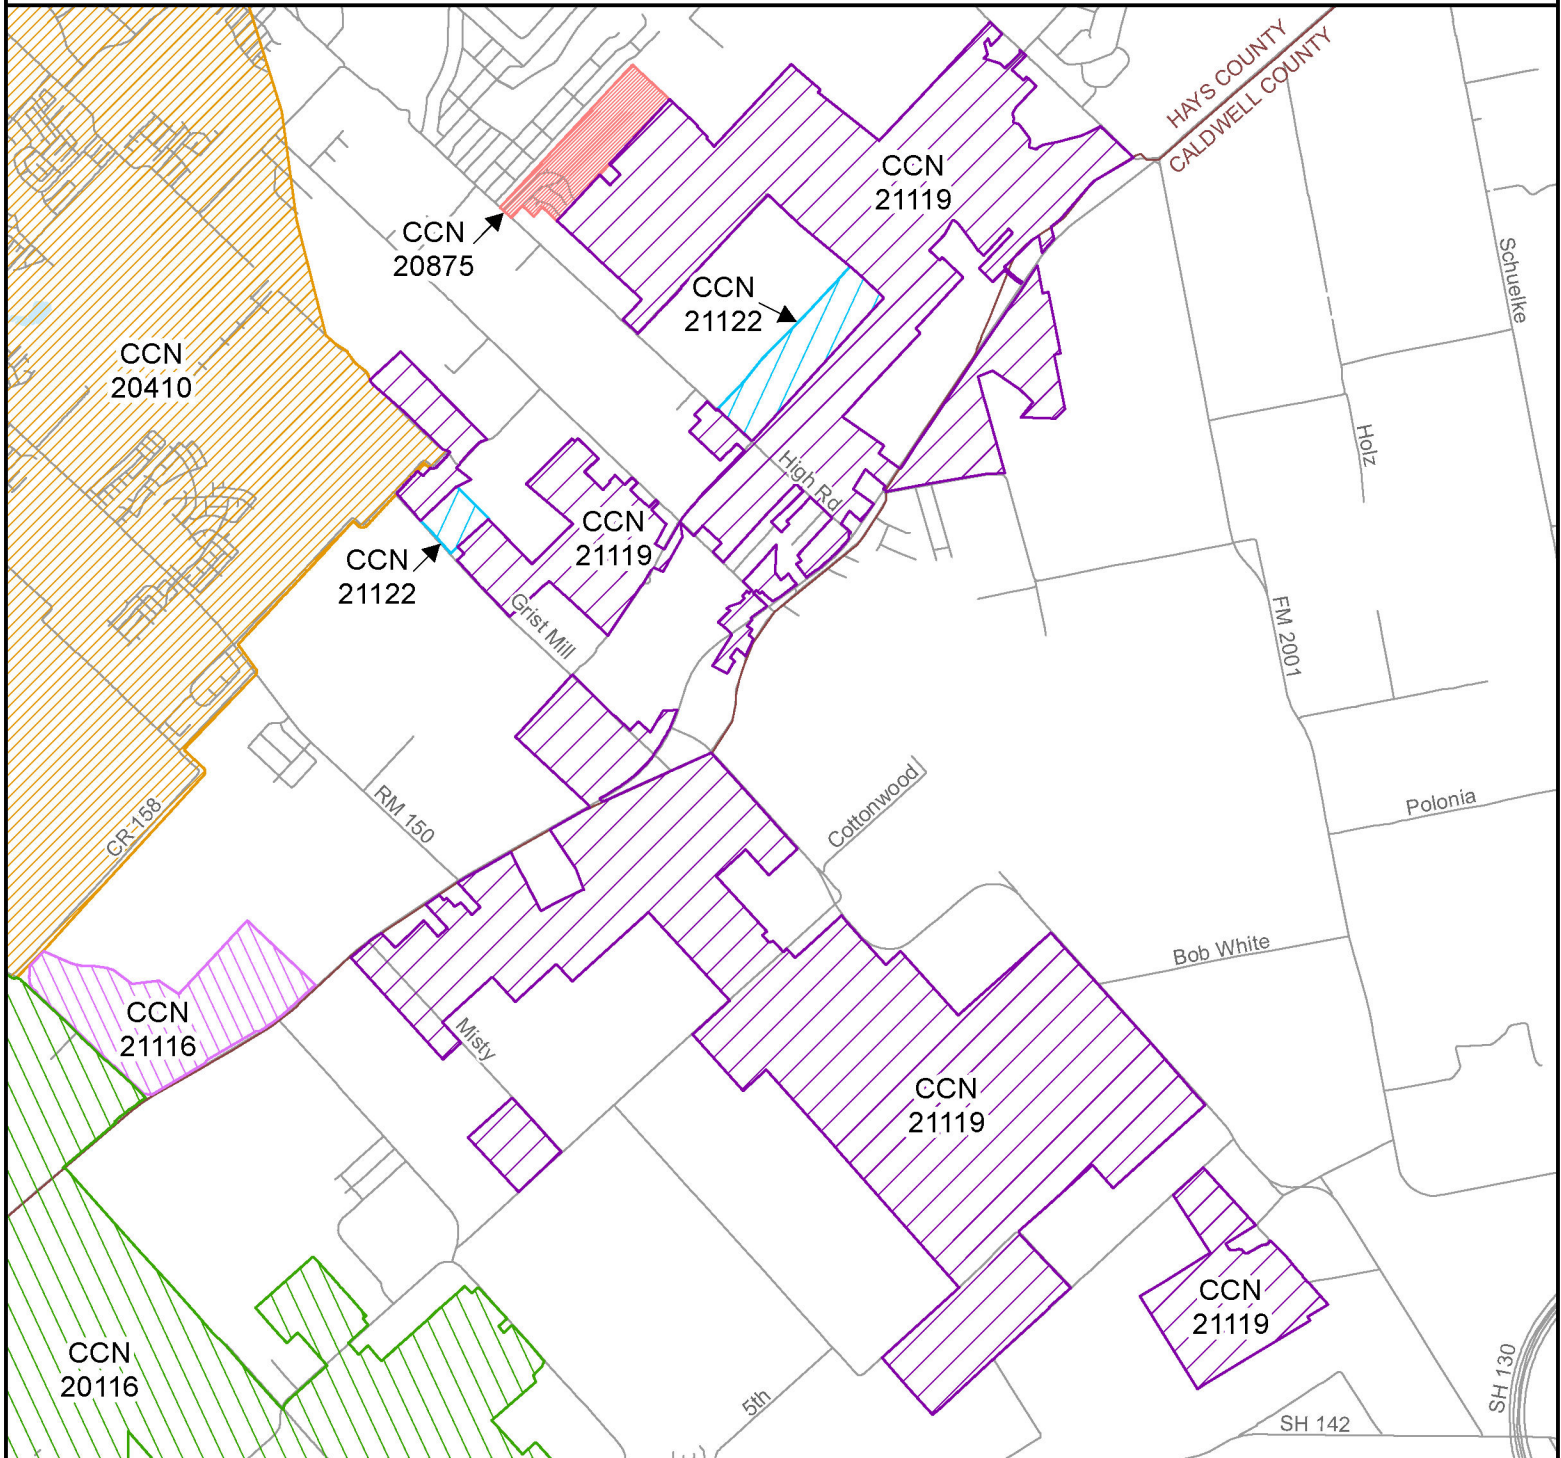 HAYS COUNTY
CALDWELL COUNTY
CCN
21119
CCN
20875
CCN
21122
Schuelke
CCN
20410
Holz
High Rd
CCN
21119
CCN
21122
Grist Mill
FM 2001
CR 158
RM 150
Cottonwood
Polonia
Bob White
CCN
21116
Misty
CCN
21119
CCN
21119
CCN
20116
5th
SH 142
SH 130